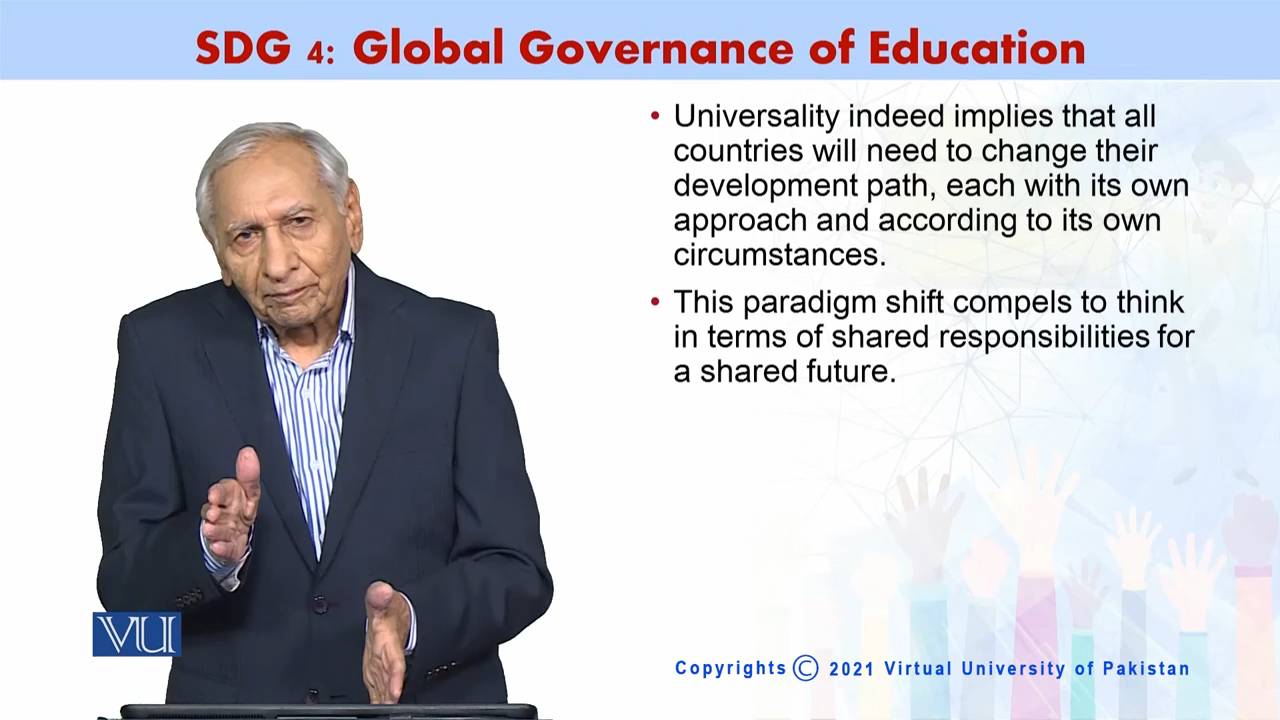 SDG 4: Global Governance of Education
• Universality indeed implies that all
countries will need to change their
development path, each with its own
approach and according to its own
circumstances.
• This paradigm shift compels to think
in terms of shared responsibilities for
a shared future.
VU
Copyrights © 2021 Virtual University of Pakistan